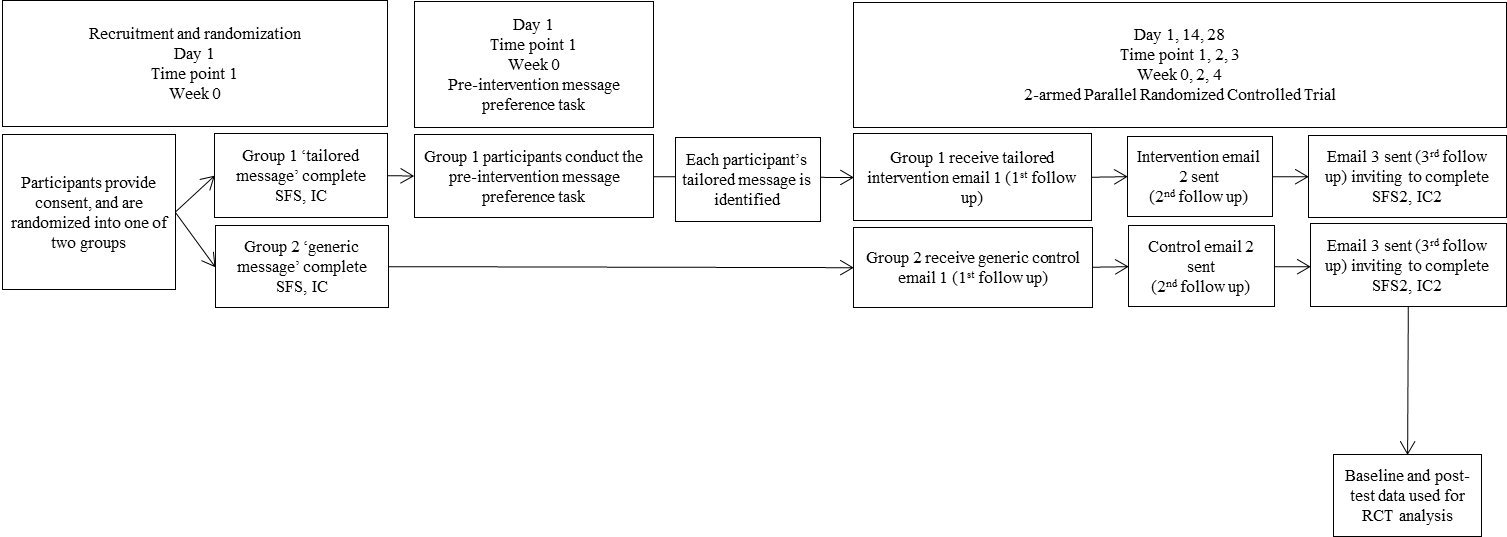 Recruitment and randomization
Day 1
Time point 1
Week 0
Day 1
Time point 1
Week 0
Pre-intervention message
preference task
Day 1, 14, 28
Time point 1, 2, 3
Week 0, 2, 4
2-armed Parallel Randomized Controlled Trial
Participants provide
consent, and are
randomized into one of
two groups
Group 1 ‘tailored
message’ complete
SFS, IC
Group 1 participants conduct the
pre-intervention message
preference task
Each participant’s
tailored message is
identified
Group 1 receive tailored
intervention email 1 (1st follow
up)
Intervention email
2 sent
(2nd follow up)
Email 3 sent (3rd follow
up) inviting to complete
SFS2, IC2
Group 2 ‘generic
message’ complete
SFS, IC
Group 2 receive generic control
email 1 (1st follow up)
Control email 2
sent
(2nd follow up)
Email 3 sent (3rd follow
up) inviting to complete
SFS2, IC2
Baseline and post-
test data used for
RCT analysis